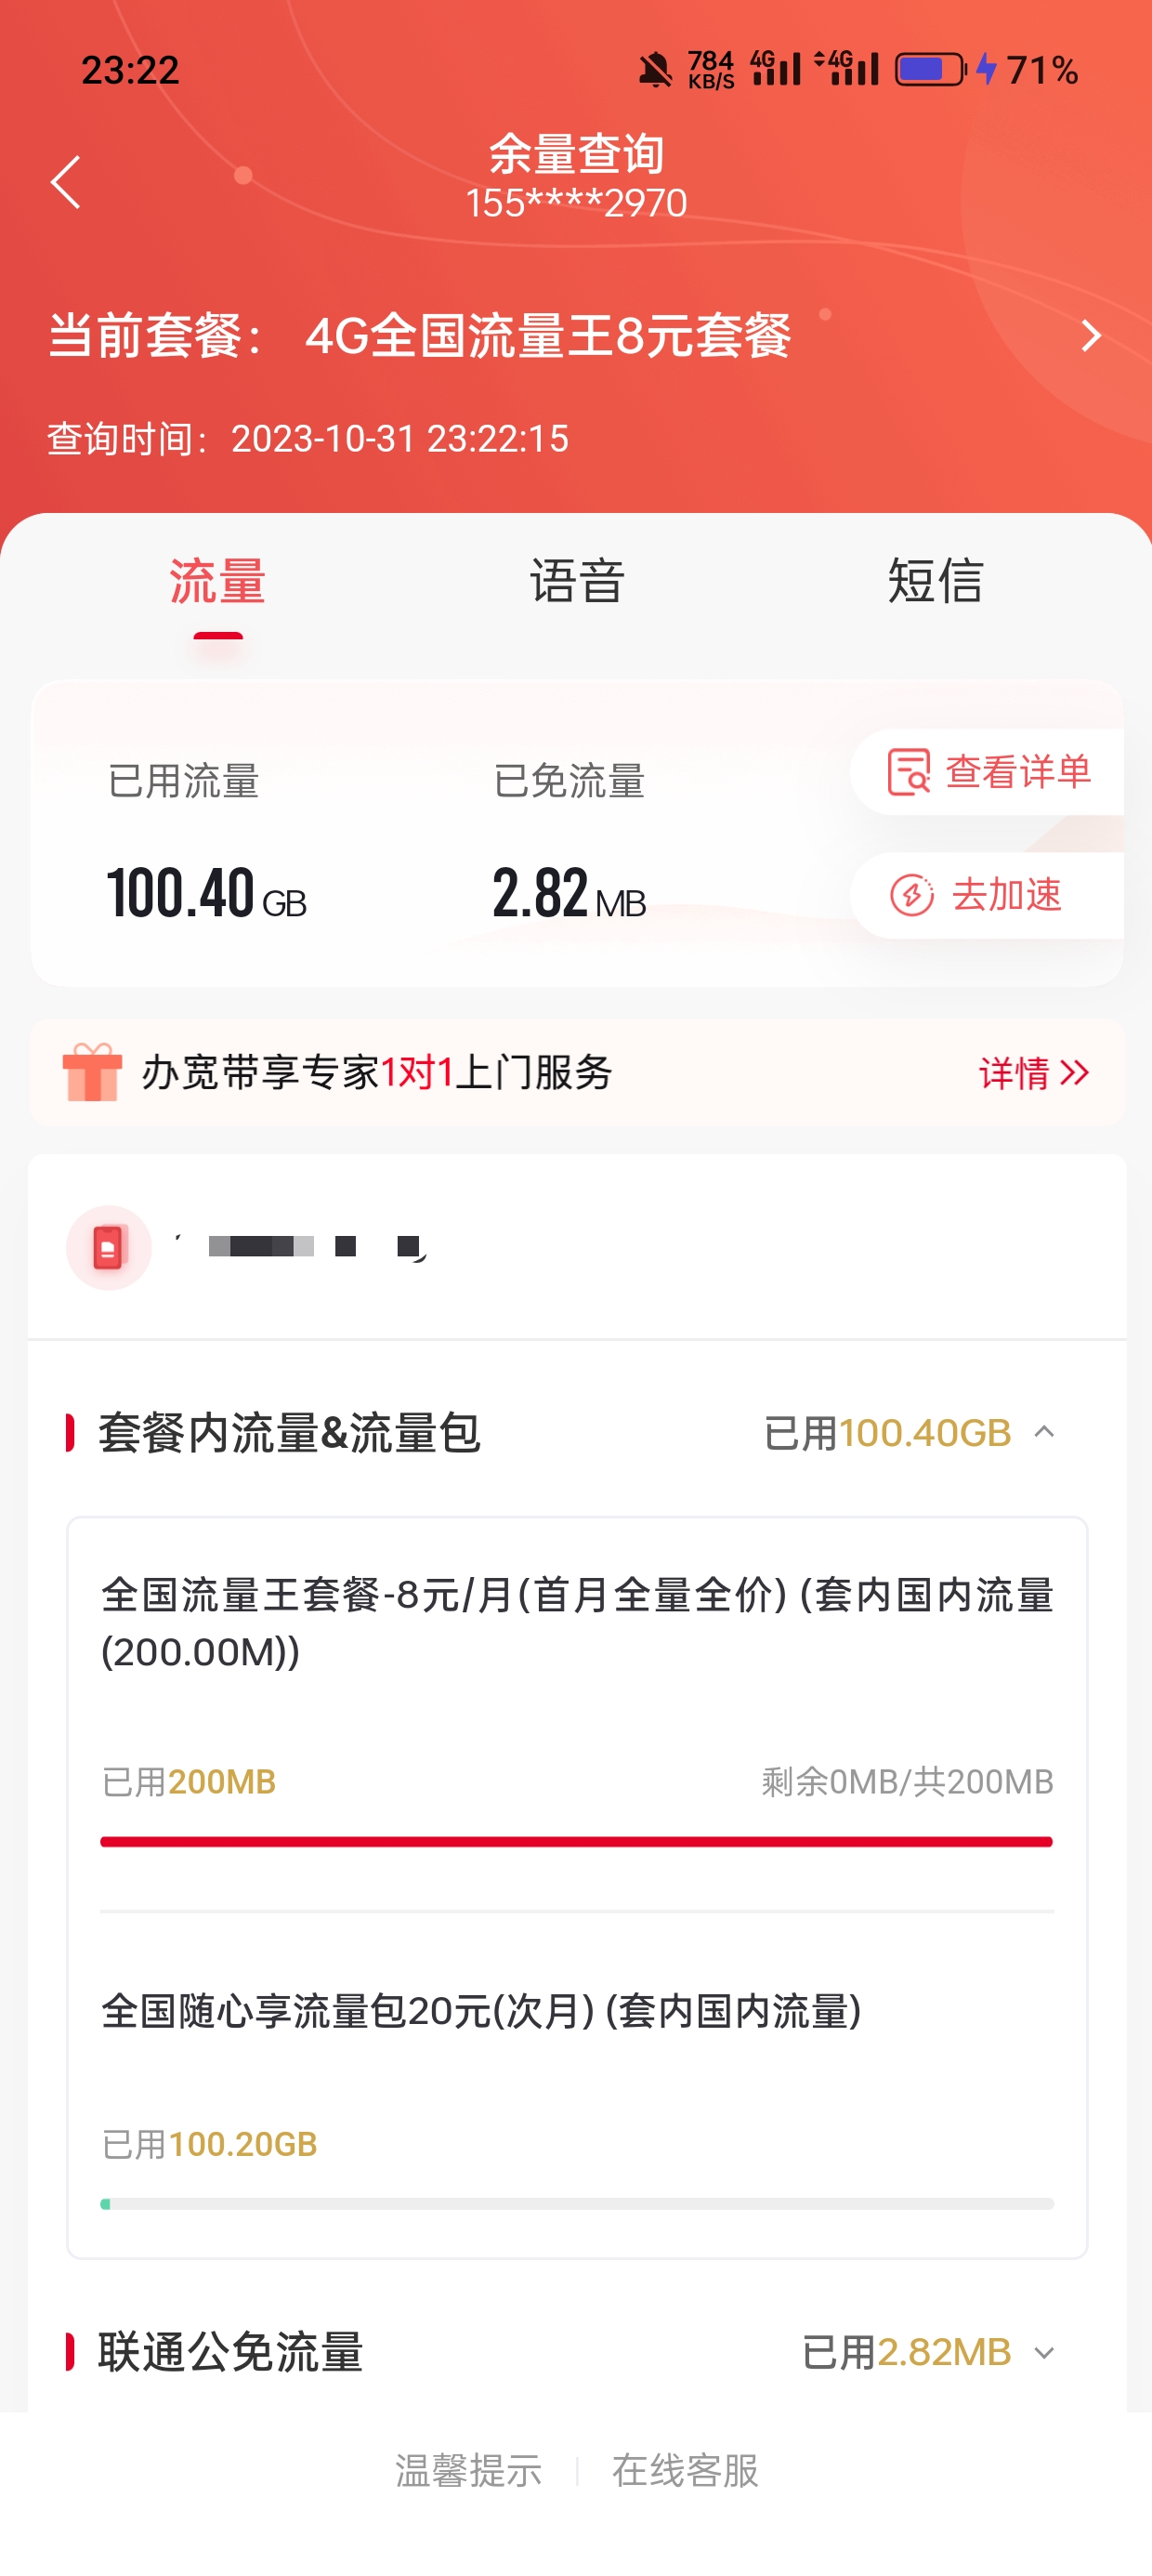 23:22
784 KB/S 4G 4G 71%
余量查询
155****2970
当前套餐： 4G全国流量王8元套餐
查询时间：2023-10-31 23:22:15
流量 语音 短信
已用流量 已免流量 查看详单
100.40 GB 2.82 MB 去加速
办宽带享专家1对1上门服务 详情
套餐内流量&流量包 已用100.40GB
全国流量王套餐-8元/月(首月全量全价) (套内国内流量
(200.00M))
已用200MB 剩余0MB/共200MB
全国随心享流量包20元(次月) (套内国内流量)
已用100.20GB
联通公免流量 已用2.82MB
温馨提示 在线客服